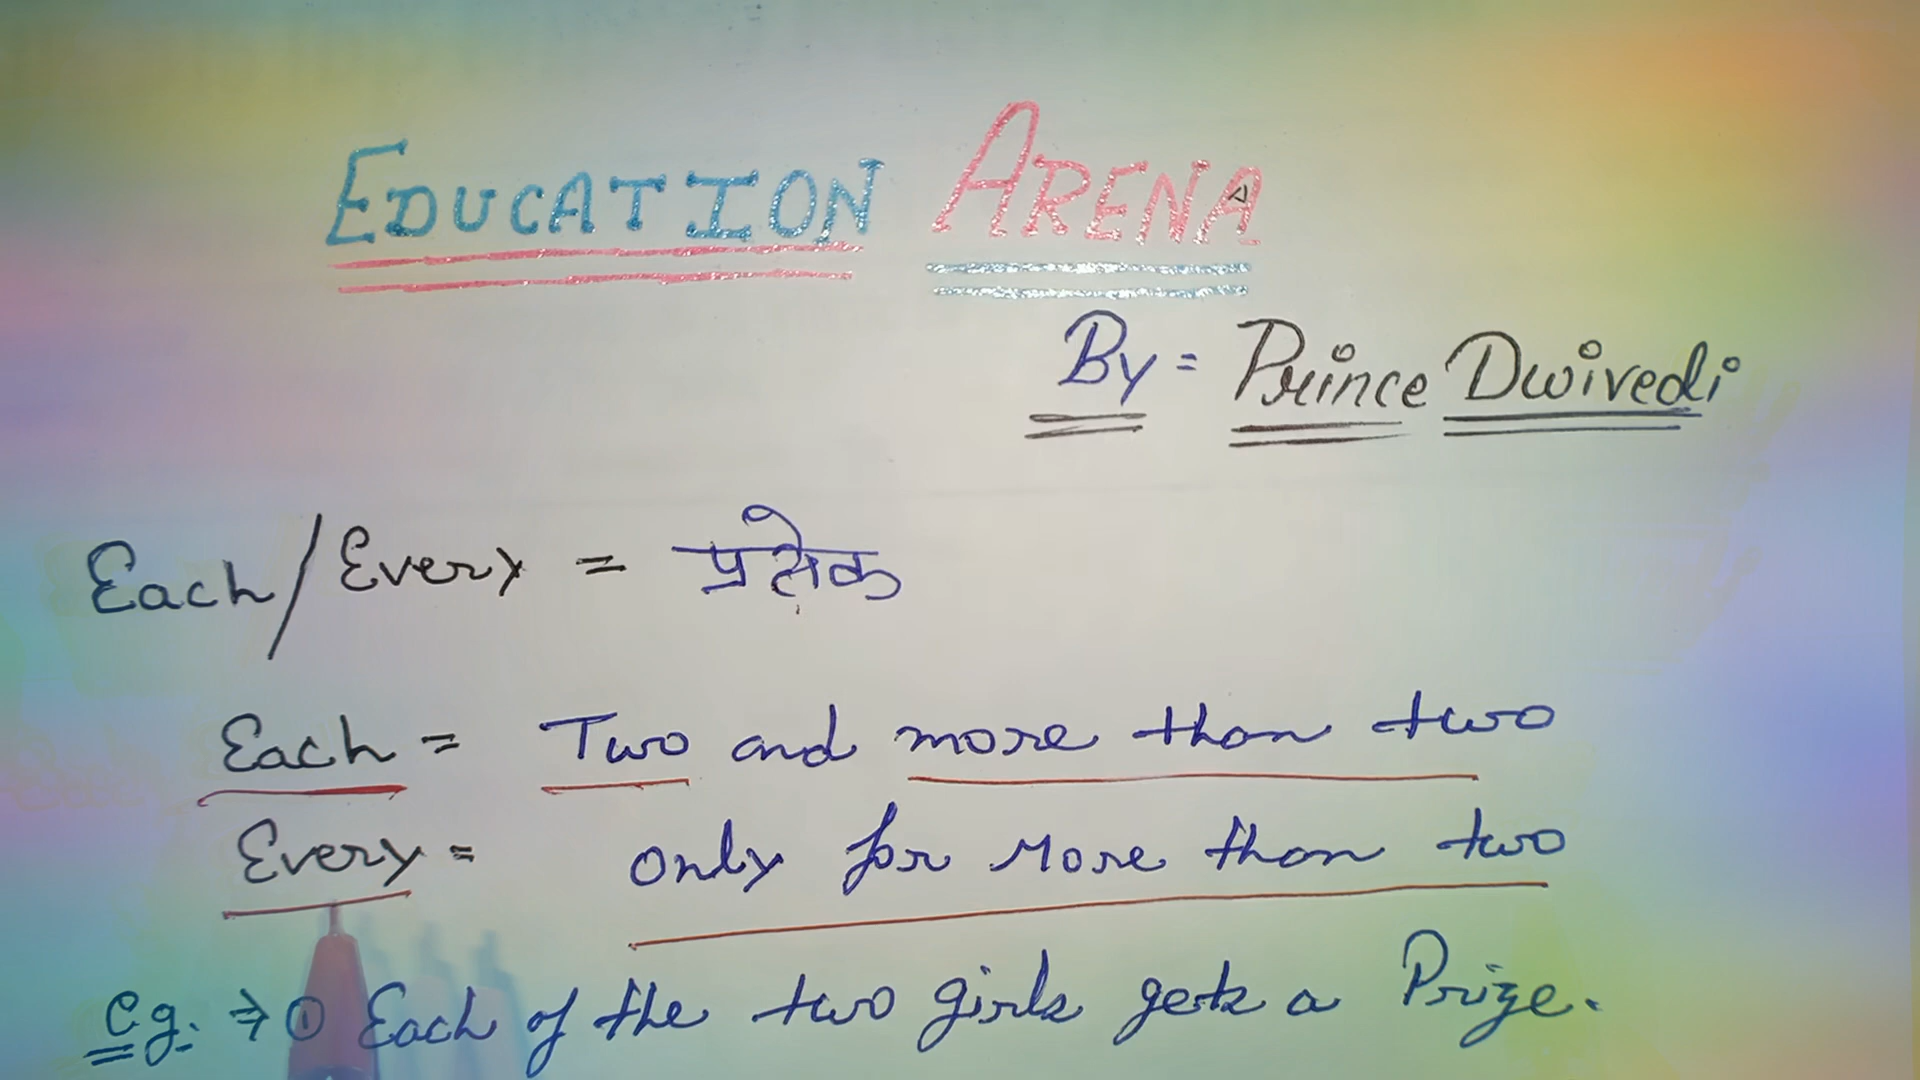 EDUCATION ARENA
By = Prince Dwivedi
Each/Every = प्रत्येक
Each = Two and more than two
Every = only for More than two
eg: ⇒ ① Each of the two girls gets a Prize.